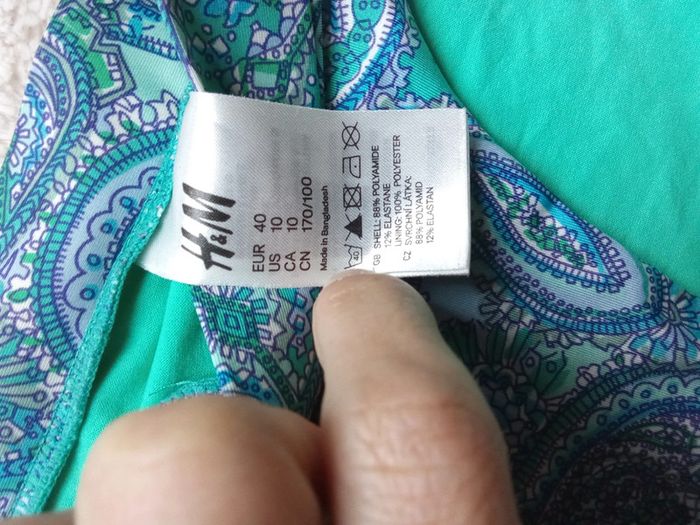 H&M
EUR 40
US 10
CA 10
CN 170/100
Made in Bangladesh
40
GB SHELL: 88% POLYAMIDE
12% ELASTANE
LINING: 100% POLYESTER
CZ SVRCHNÍ LÁTKA:
88% POLYAMID
12% ELASTAN